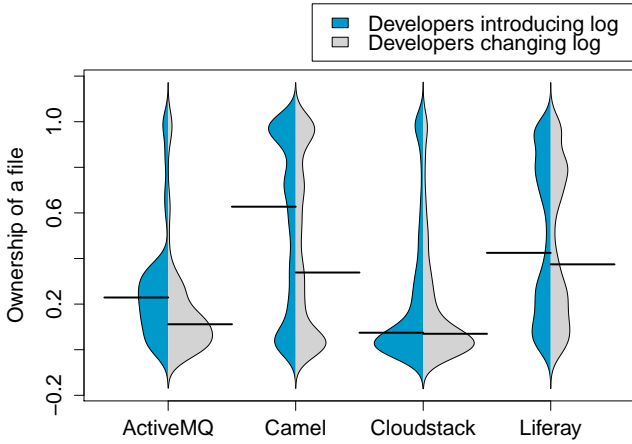 Developers introducing log
Developers changing log
Ownership of a file
1.0
0.6
0.2
−0.2
ActiveMQ Camel Cloudstack Liferay